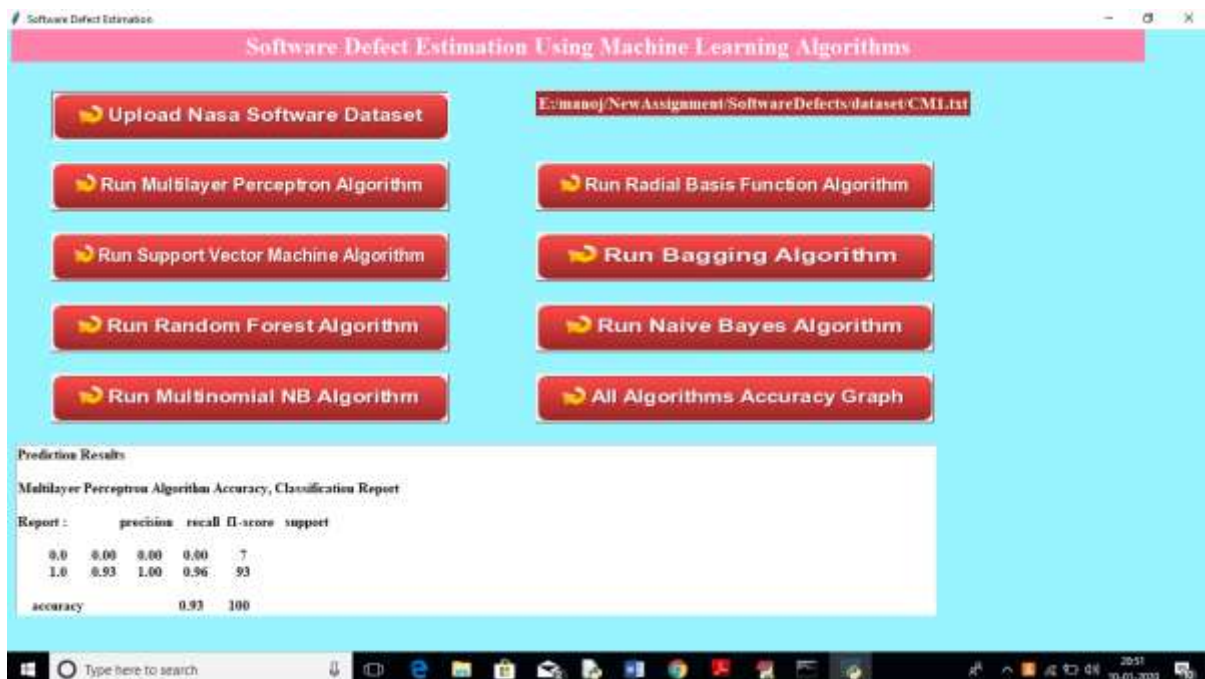 Software Defect Estimation
Software Defect Estimation Using Machine Learning Algorithms
Upload Nasa Software Dataset
E:/manoj/NewAssignment/SoftwareDefects/dataset/CM1.txt
Run Multilayer Perceptron Algorithm
Run Radial Basis Function Algorithm
Run Support Vector Machine Algorithm
Run Bagging Algorithm
Run Random Forest Algorithm
Run Naive Bayes Algorithm
Run Multinomial NB Algorithm
All Algorithms Accuracy Graph
Prediction Results
Multilayer Perceptron Algorithm Accuracy, Classification Report
Report : precision recall f1-score support
0.0 0.00 0.00 0.00 7
1.0 0.93 1.00 0.96 93
accuracy 0.93 100
Type here to search
20:51